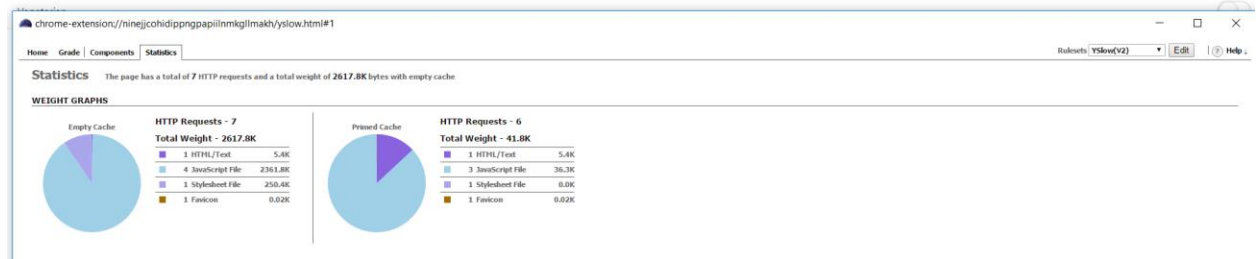 chrome-extension://ninejjcohidippngpapiilnmkgllmakh/yslow.html#1
Home Grade Components Statistics
Rulesets YSlow(V2) Edit ? Help
Statistics The page has a total of 7 HTTP requests and a total weight of 2617.8K bytes with empty cache
WEIGHT GRAPHS
Empty Cache
HTTP Requests - 7
Total Weight - 2617.8K
1 HTML/Text 5.4K
4 JavaScript File 2361.8K
1 Stylesheet File 250.4K
1 Favicon 0.02K
Primed Cache
HTTP Requests - 6
Total Weight - 41.8K
1 HTML/Text 5.4K
3 JavaScript File 36.3K
1 Stylesheet File 0.0K
1 Favicon 0.02K